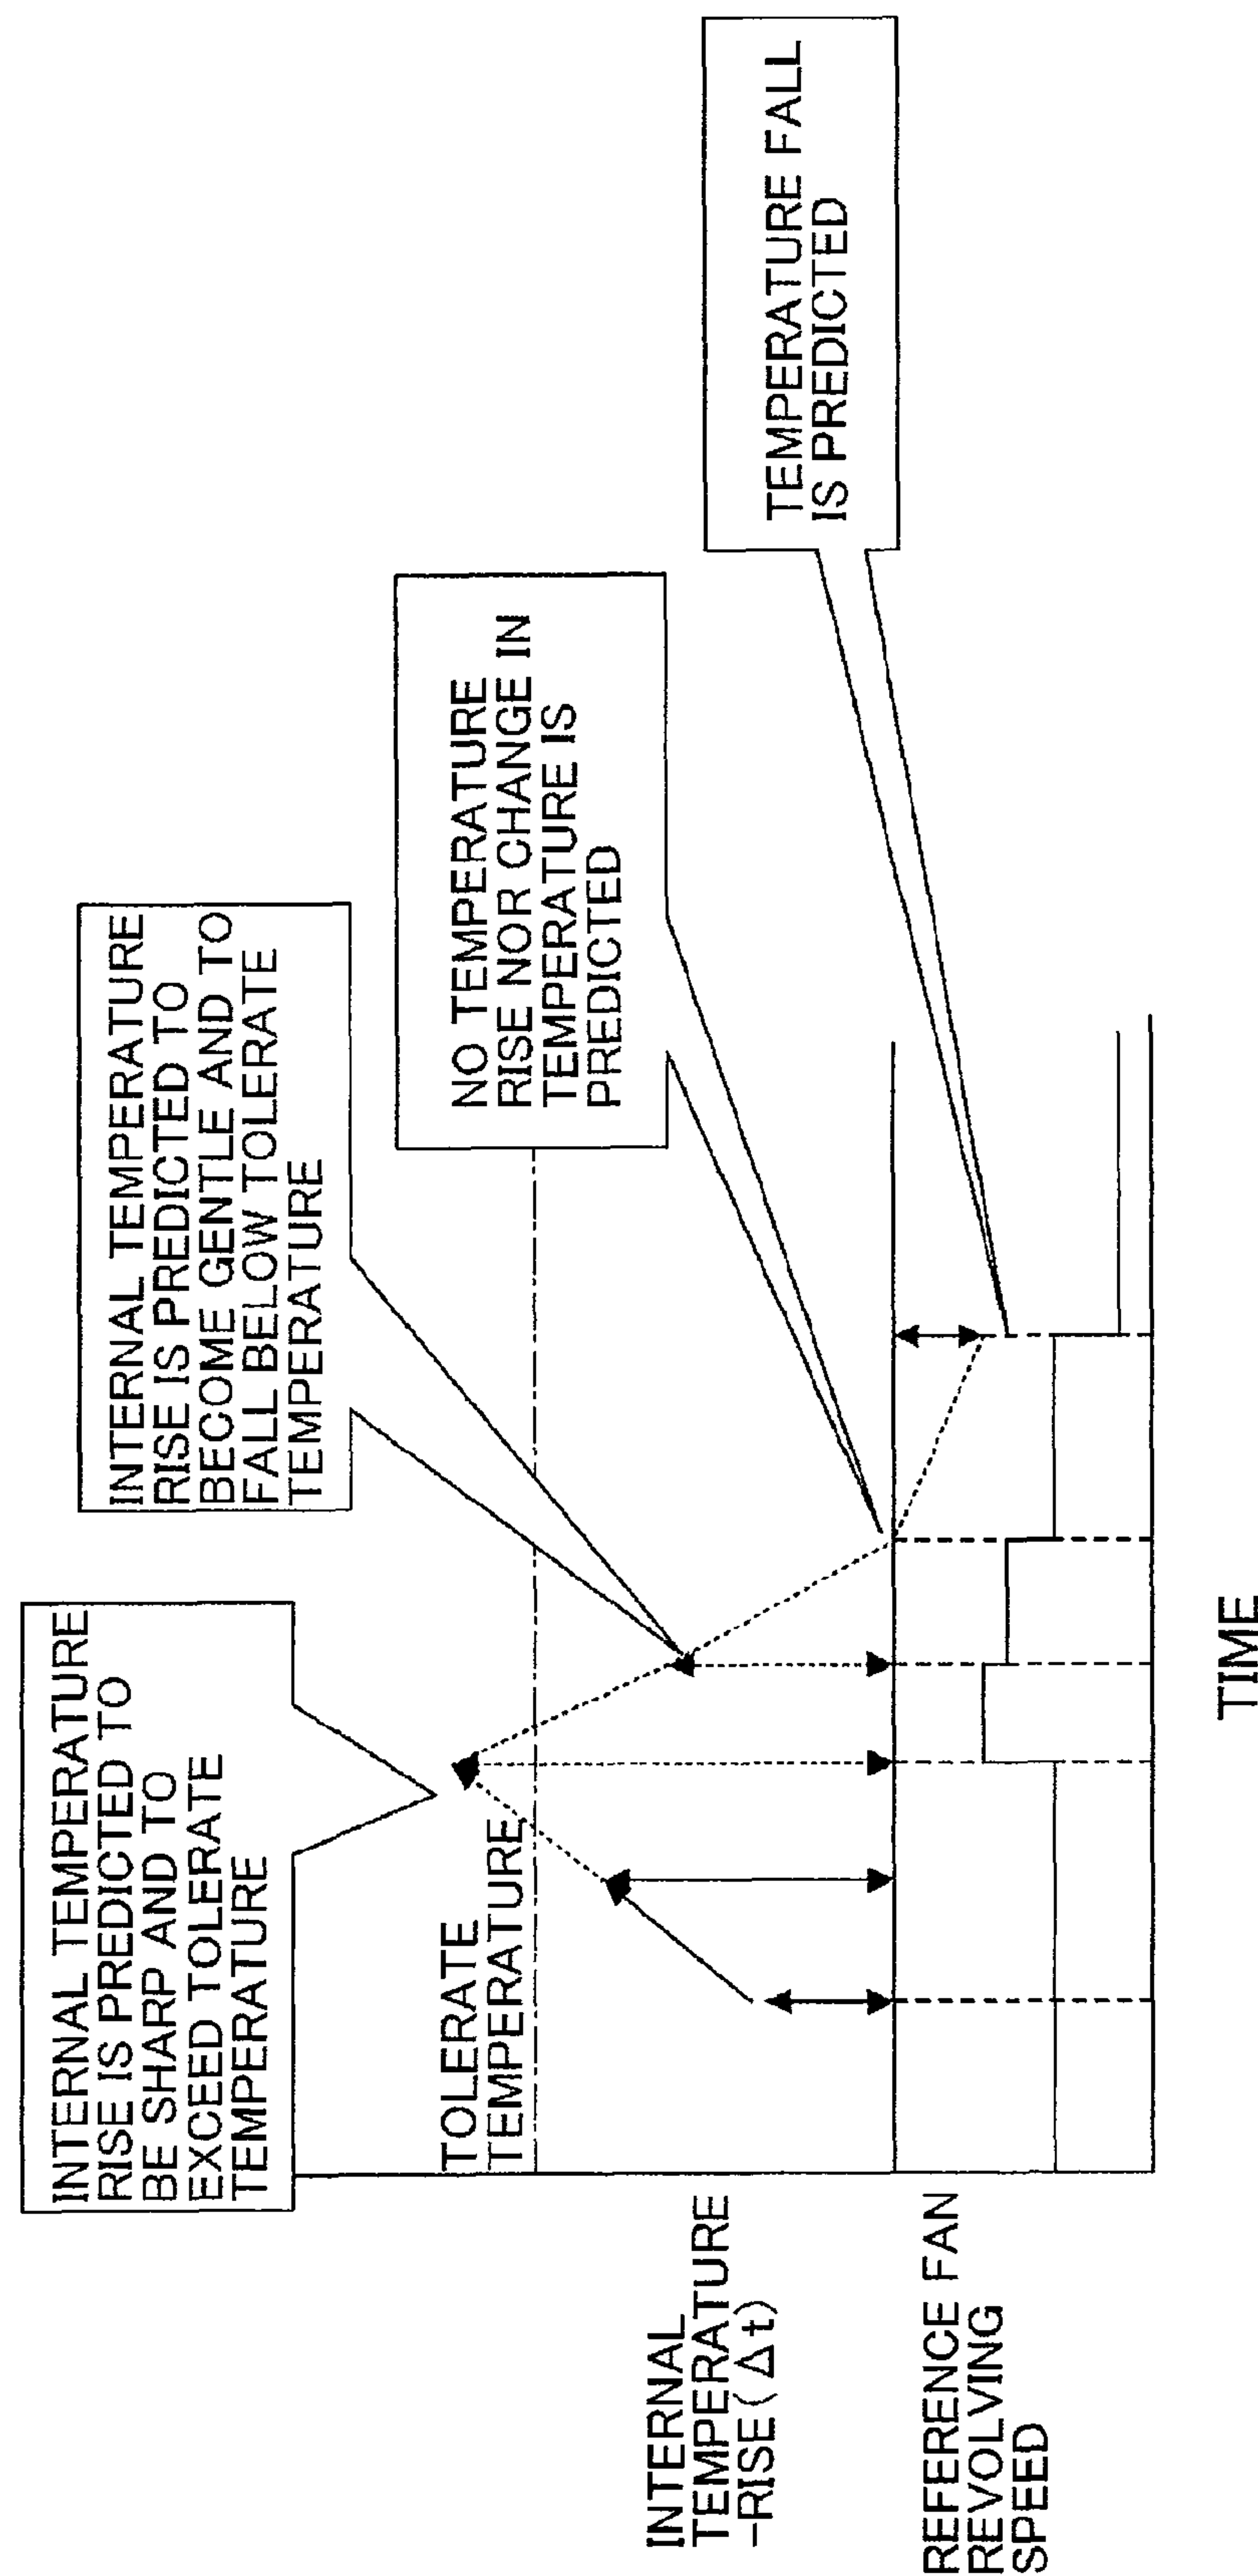 INTERNAL TEMPERATURE
RISE IS PREDICTED TO
BE SHARP AND TO
EXCEED TOLERATE
TEMPERATURE
INTERNAL TEMPERATURE
RISE IS PREDICTED TO
BECOME GENTLE AND TO
FALL BELOW TOLERATE
TEMPERATURE
NO TEMPERATURE
RISE NOR CHANGE IN
TEMPERATURE IS
PREDICTED
TEMPERATURE FALL
IS PREDICTED
TOLERATE
TEMPERATURE
INTERNAL
TEMPERATURE
-RISE(Δt)
REFERENCE FAN
REVOLVING
SPEED
TIME